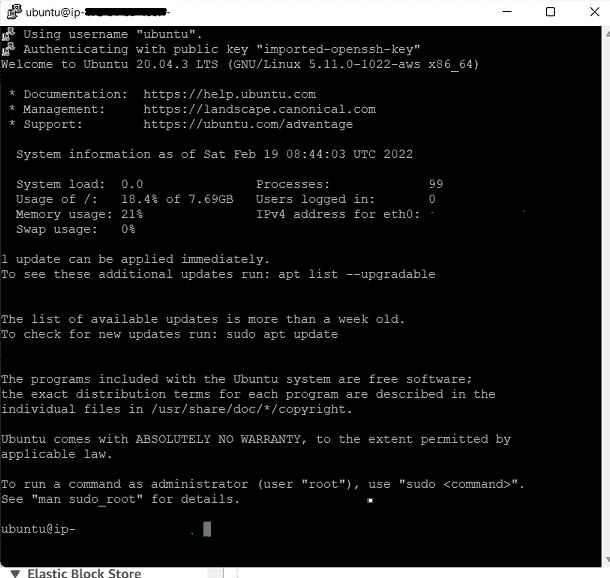 ubuntu@ip-
Using username "ubuntu".
Authenticating with public key "imported-openssh-key"
Welcome to Ubuntu 20.04.3 LTS (GNU/Linux 5.11.0-1022-aws x86_64)
* Documentation: https://help.ubuntu.com
* Management: https://landscape.canonical.com
* Support: https://ubuntu.com/advantage
System information as of Sat Feb 19 08:44:03 UTC 2022
System load: 0.0 Processes: 99
Usage of /: 18.4% of 7.69GB Users logged in: 0
Memory usage: 21% IPv4 address for eth0:
Swap usage: 0%
1 update can be applied immediately.
To see these additional updates run: apt list --upgradable
The list of available updates is more than a week old.
To check for new updates run: sudo apt update
The programs included with the Ubuntu system are free software;
the exact distribution terms for each program are described in the
individual files in /usr/share/doc/*/copyright.
Ubuntu comes with ABSOLUTELY NO WARRANTY, to the extent permitted by
applicable law.
To run a command as administrator (user "root"), use "sudo <command>".
See "man sudo_root" for details.
ubuntu@ip-
Elastic Block Store